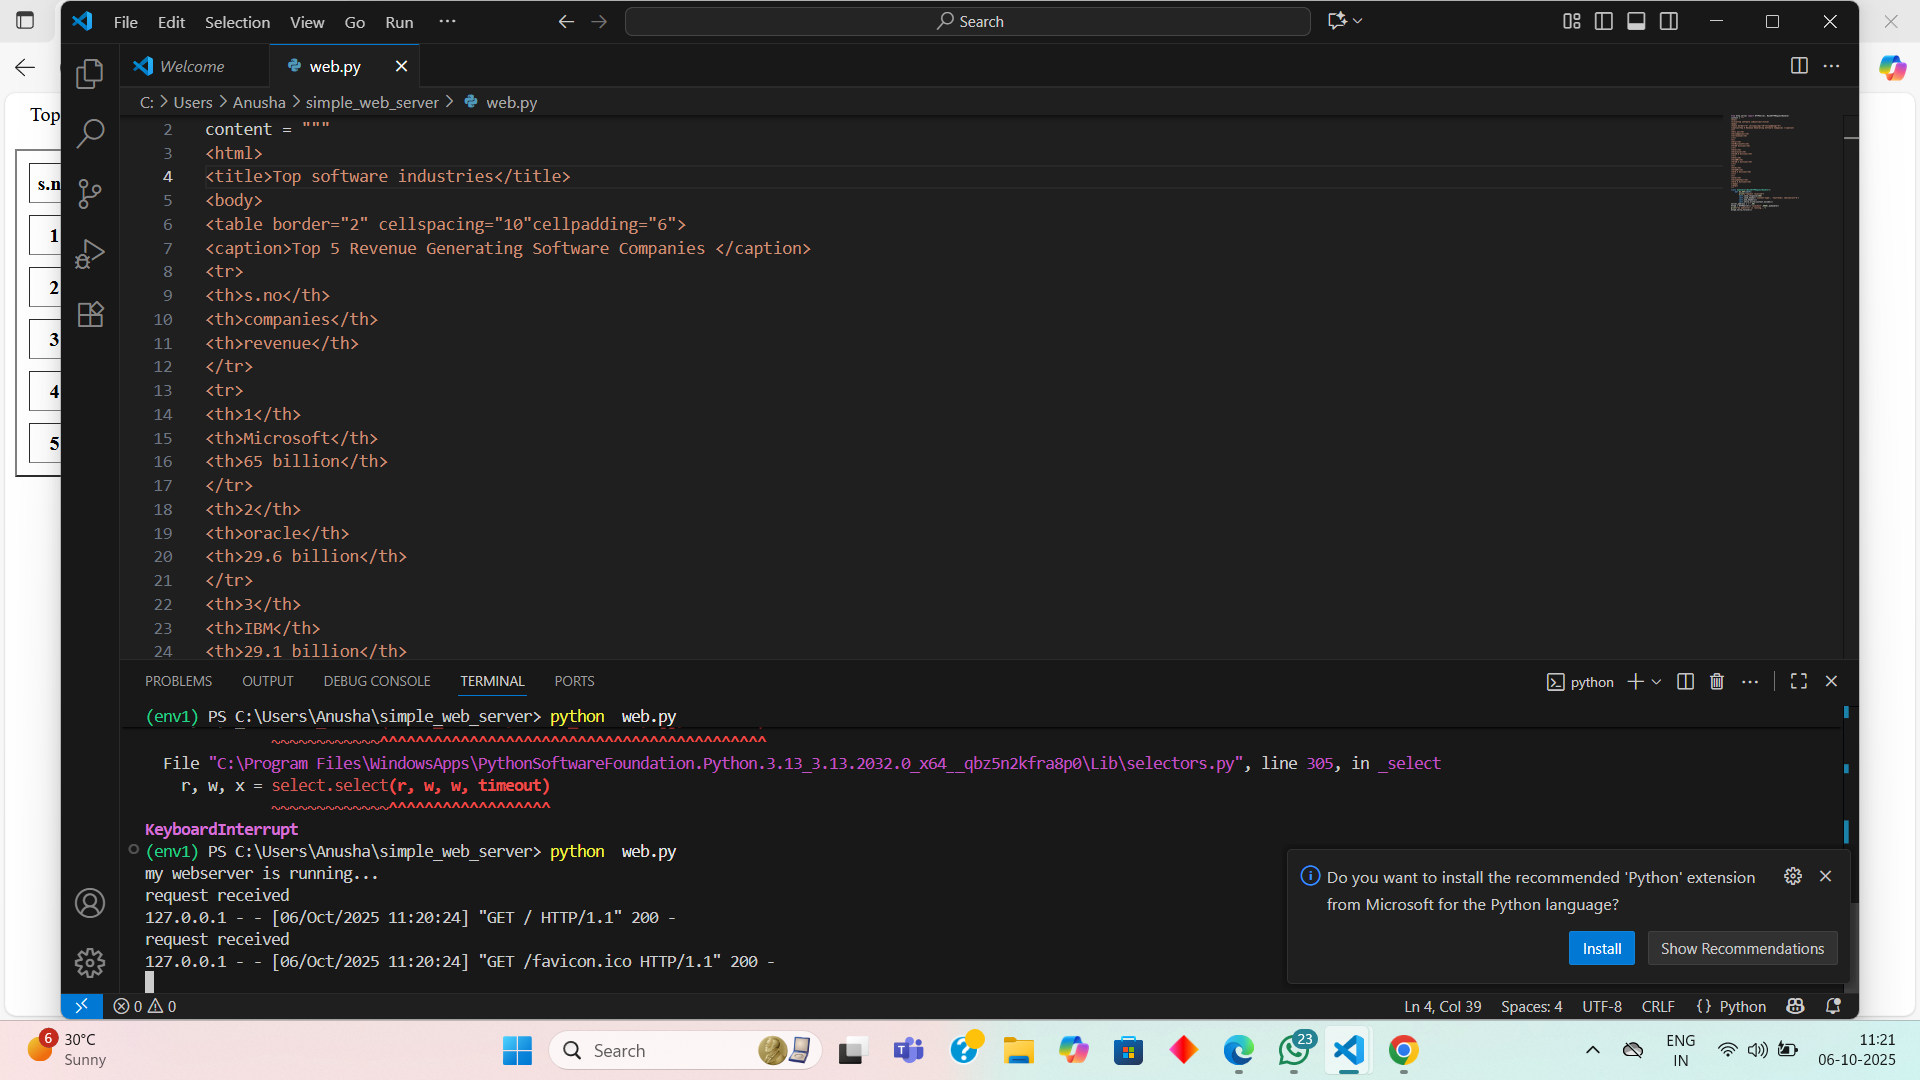 File Edit Selection View Go Run ···
Search
Welcome
web.py
C: > Users > Anusha > simple_web_server > web.py
Top
s.n
1
2
3
4
5
2 content = """
3 <html>
4 <title>Top software industries</title>
5 <body>
6 <table border="2" cellspacing="10"cellpadding="6">
7 <caption>Top 5 Revenue Generating Software Companies </caption>
8 <tr>
9 <th>s.no</th>
10 <th>companies</th>
11 <th>revenue</th>
12 </tr>
13 <tr>
14 <th>1</th>
15 <th>Microsoft</th>
16 <th>65 billion</th>
17 </tr>
18 <th>2</th>
19 <th>oracle</th>
20 <th>29.6 billion</th>
21 </tr>
22 <th>3</th>
23 <th>IBM</th>
24 <th>29.1 billion</th>
PROBLEMS OUTPUT DEBUG CONSOLE TERMINAL PORTS
python
(env1) PS C:\Users\Anusha\simple_web_server> python  web.py
~~~~~~~~~~~~^^^^^^^^^^^^^^^^^^^^^^^^^^^^^^^^^^^^^^^^^^^
File "C:\Program Files\WindowsApps\PythonSoftwareFoundation.Python.3.13_3.13.2032.0_x64__qbz5n2kfra8p0\Lib\selectors.py", line 305, in _select
r, w, x = select.select(r, w, w, timeout)
~~~~~~~~~~~~~^^^^^^^^^^^^^^^^^^
KeyboardInterrupt
(env1) PS C:\Users\Anusha\simple_web_server> python  web.py
my webserver is running...
request received
127.0.0.1 - - [06/Oct/2025 11:20:24] "GET / HTTP/1.1" 200 -
request received
127.0.0.1 - - [06/Oct/2025 11:20:24] "GET /favicon.ico HTTP/1.1" 200 -
Do you want to install the recommended 'Python' extension
from Microsoft for the Python language?
Install
Show Recommendations
0 0
Ln 4, Col 39 Spaces: 4 UTF-8 CRLF {} Python
6
30°C
Sunny
Search
23
ENG
IN
11:21
06-10-2025